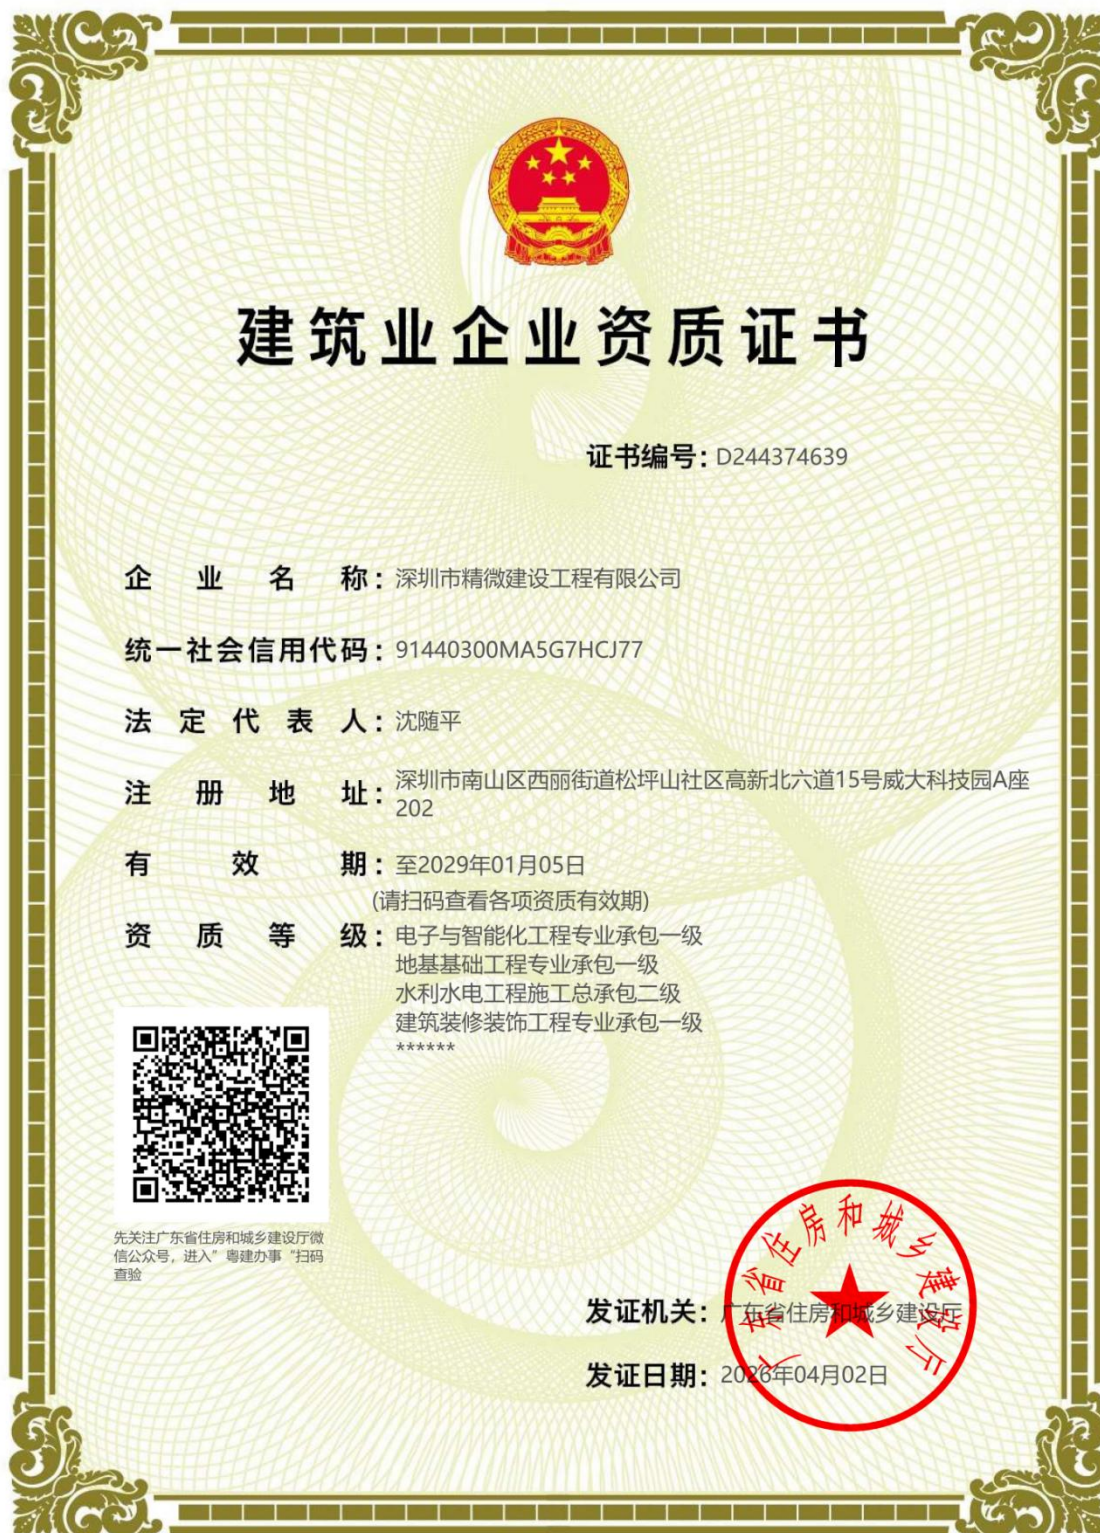 建筑业企业资质证书
证书编号：D244374639
企业名称：深圳市精微建设工程有限公司
统一社会信用代码：91440300MA5G7HCJ77
法定代表人：沈随平
注册地址：深圳市南山区西丽街道松坪山社区高新北六道15号威大科技园A座
202
有效期：至2029年01月05日
(请扫码查看各项资质有效期)
资质等级：电子与智能化工程专业承包一级
地基基础工程专业承包一级
水利水电工程施工总承包二级
建筑装修装饰工程专业承包一级
******
先关注广东省住房和城乡建设厅微
信公众号，进入”粤建办事“扫码
查验
广东省住房和城乡建设厅
发证机关：广东省住房和城乡建设厅
发证日期：2026年04月02日